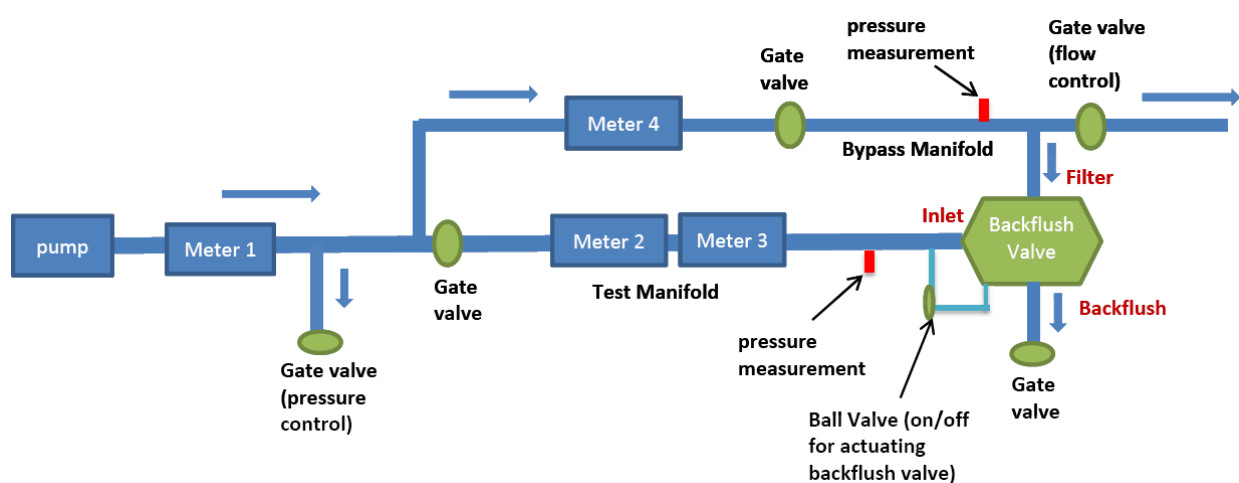 pressure
measurement
Gate valve
(flow
control)
Gate
valve
Meter 4
Bypass Manifold
Filter
Inlet
Backflush
Valve
pump
Meter 1
Meter 2
Meter 3
Gate
valve
Test Manifold
Backflush
pressure
measurement
Gate valve
(pressure
control)
Gate
valve
Ball Valve (on/off
for actuating
backflush valve)